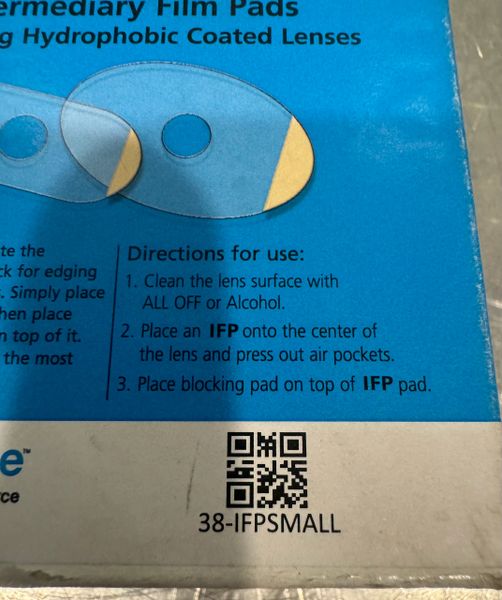 ermediary Film Pads
g Hydrophobic Coated Lenses
te the
ck for edging
. Simply place
hen place
n top of it.
the most
Directions for use:
1. Clean the lens surface with
ALL OFF or Alcohol.
2. Place an IFP onto the center of
the lens and press out air pockets.
3. Place blocking pad on top of IFP pad.
e™
rce
38-IFPSMALL